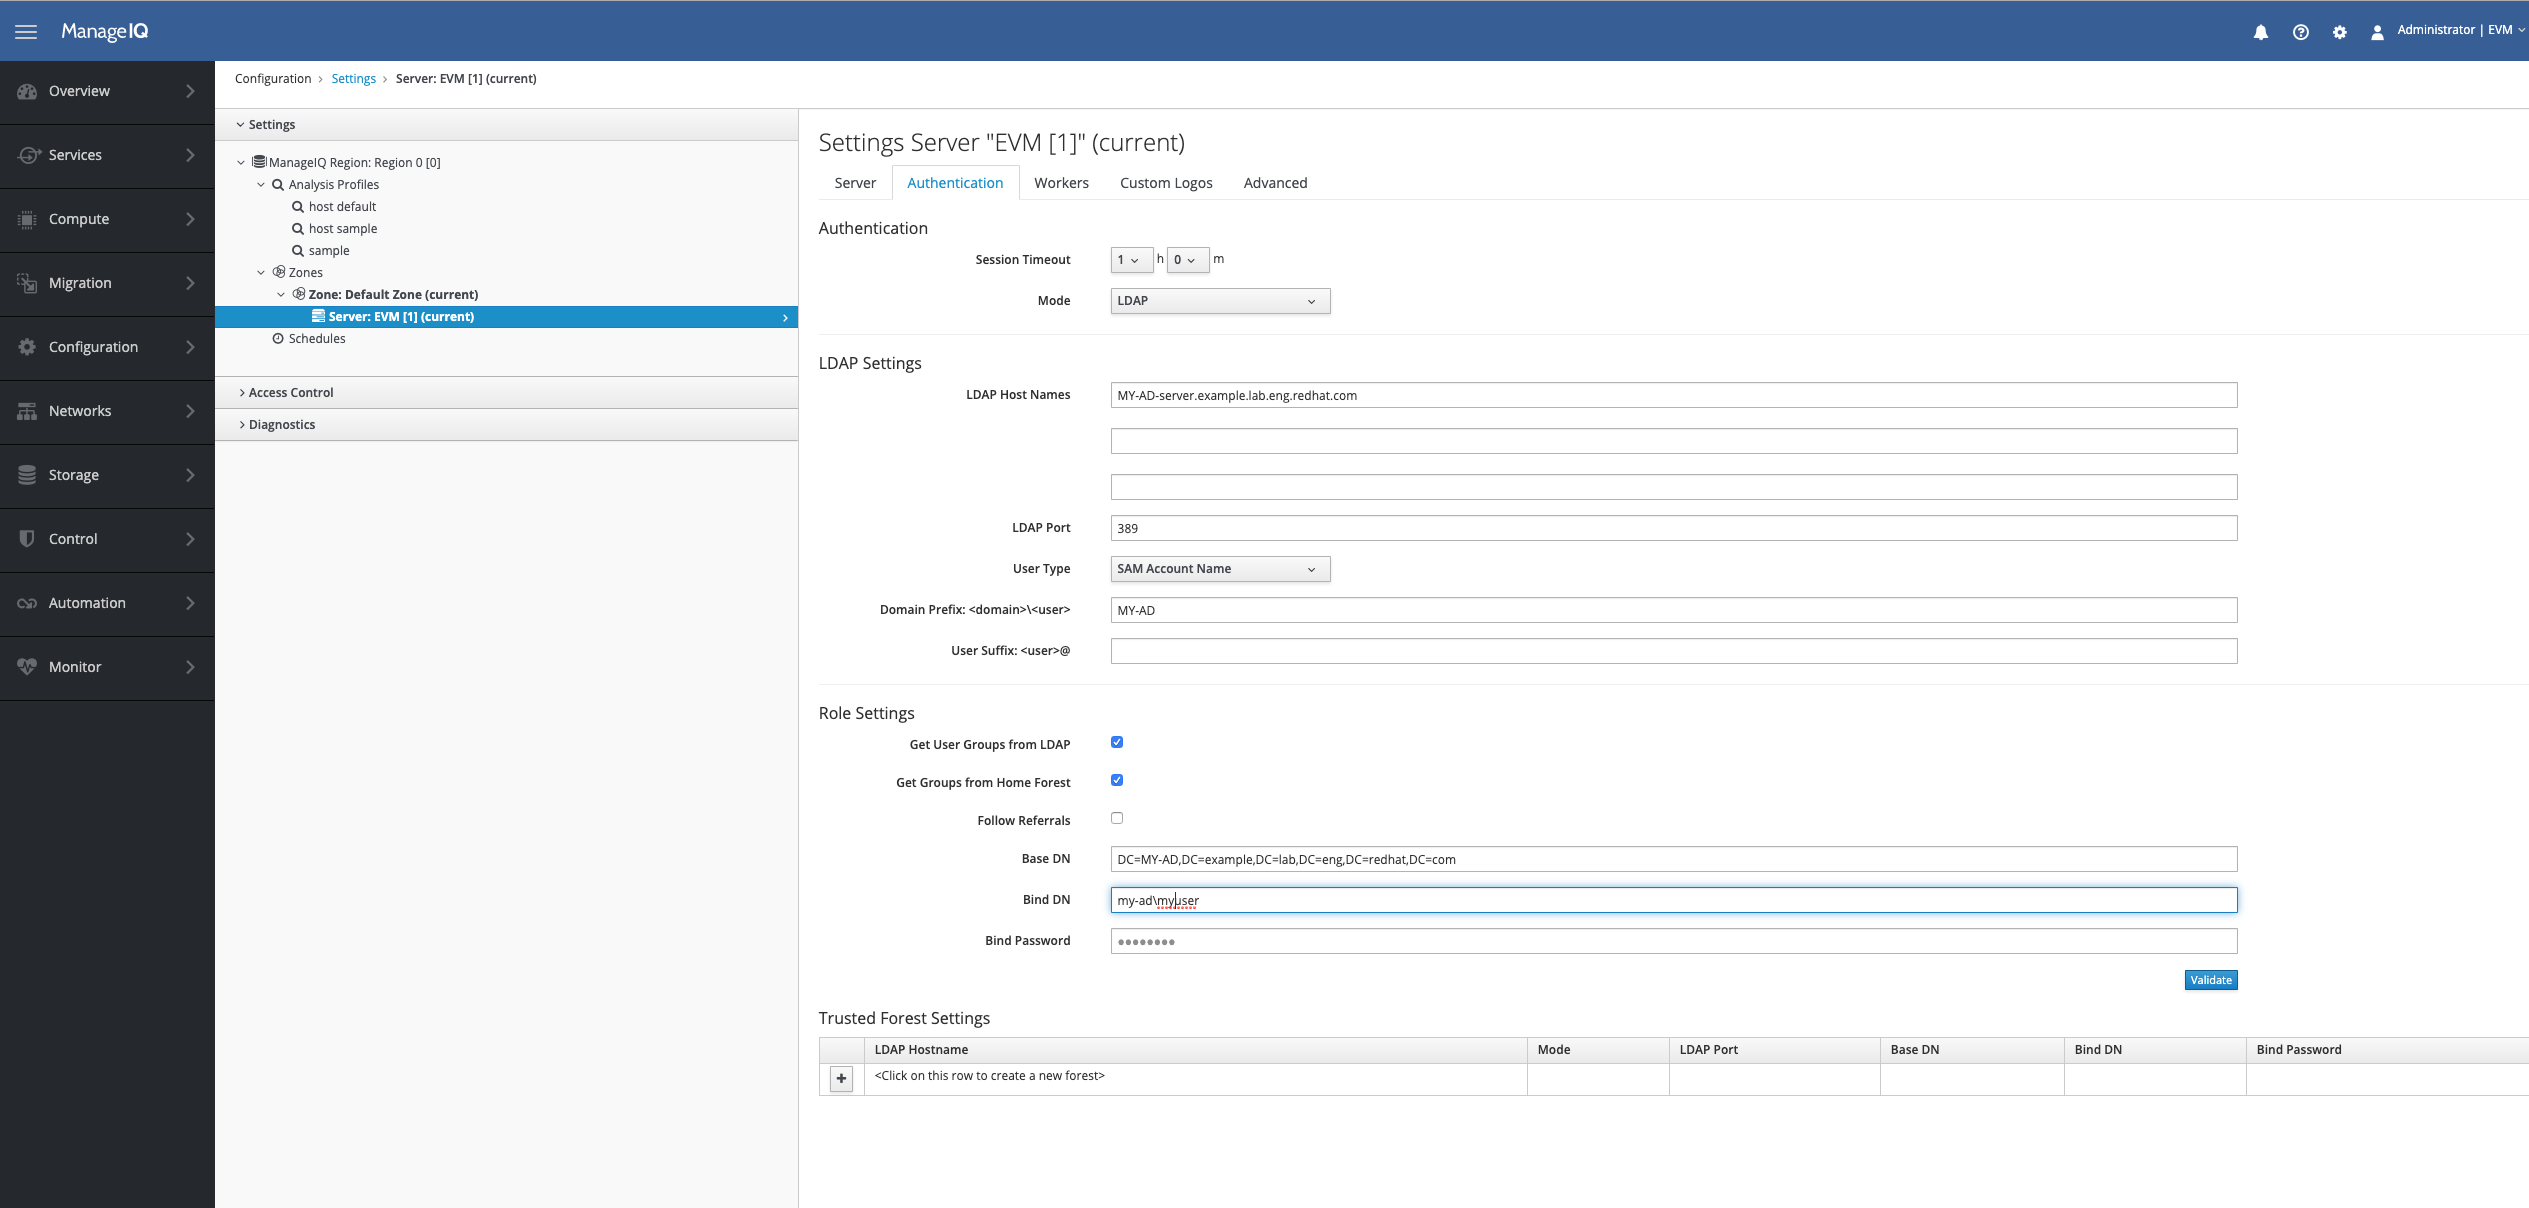 ManageIQ
Administrator | EVM
Overview
Services
Compute
Migration
Configuration
Networks
Storage
Control
Automation
Monitor
Configuration > Settings > Server: EVM [1] (current)
Settings
ManageIQ Region: Region 0 [0]
Analysis Profiles
host default
host sample
sample
Zones
Zone: Default Zone (current)
Server: EVM [1] (current)
Schedules
Access Control
Diagnostics
Settings Server "EVM [1]" (current)
Server Authentication Workers Custom Logos Advanced
Authentication
Session Timeout 1 h 0 m
Mode LDAP
LDAP Settings
LDAP Host Names MY-AD-server.example.lab.eng.redhat.com
LDAP Port 389
User Type SAM Account Name
Domain Prefix: <domain>\<user> MY-AD
User Suffix: <user>@
Role Settings
Get User Groups from LDAP
Get Groups from Home Forest
Follow Referrals
Base DN DC=MY-AD,DC=example,DC=lab,DC=eng,DC=redhat,DC=com
Bind DN my-ad\myuser
Bind Password ●●●●●●●●
Validate
Trusted Forest Settings
LDAP Hostname Mode LDAP Port Base DN Bind DN Bind Password
<Click on this row to create a new forest>